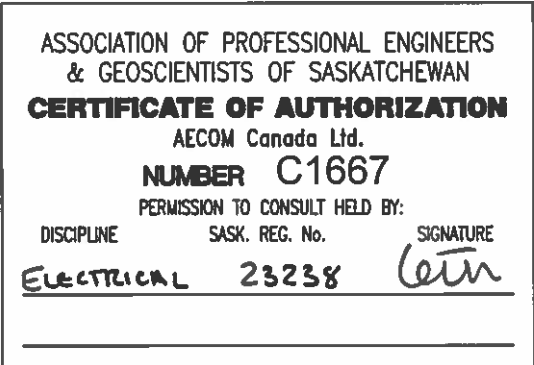 ASSOCIATION OF PROFESSIONAL ENGINEERS
& GEOSCIENTISTS OF SASKATCHEWAN
CERTIFICATE OF AUTHORIZATION
AECOM Canada Ltd.
NUMBER C1667
PERMISSION TO CONSULT HELD BY:
DISCIPLINE SASK. REG. No. SIGNATURE
ELECTRICAL 23238